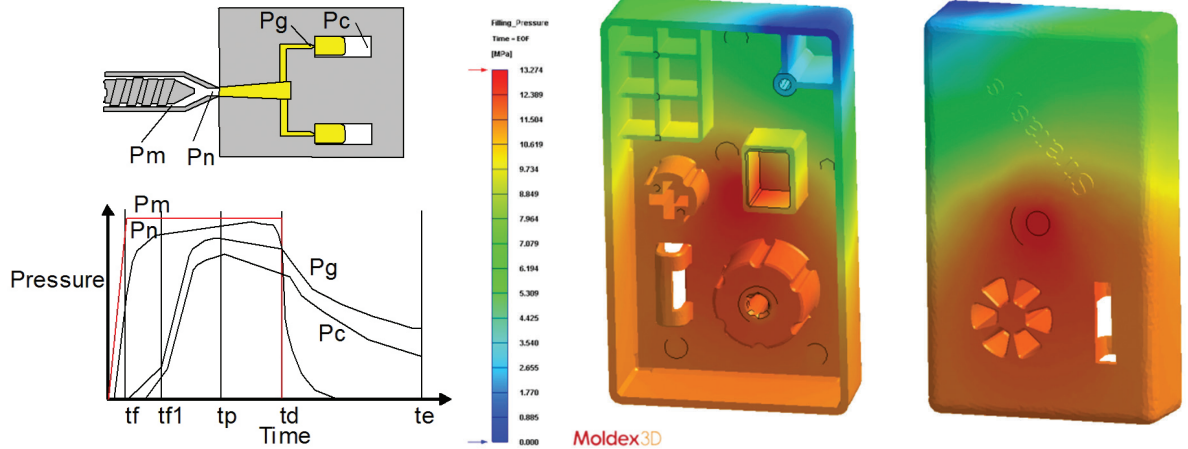 Pg
Pc
Pm
Pn
Pressure
Pm
Pn
Pg
Pc
tf
tf1
tp
td
te
Time
Filling_Pressure
Time = EOF
[MPa]
13.274
12.389
11.504
10.619
9.734
8.849
7.964
7.079
6.194
5.309
4.425
3.540
2.655
1.770
0.885
0.000
Moldex3D